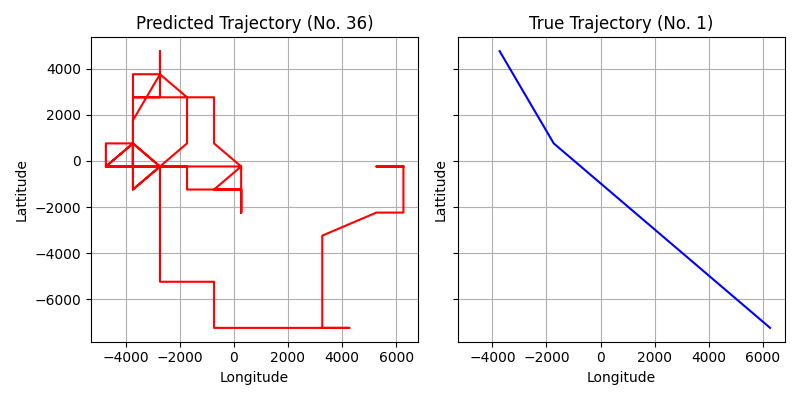 Predicted Trajectory (No. 36)
True Trajectory (No. 1)
Lattitude
4000
2000
0
−2000
−4000
−6000
−4000 −2000 0 2000 4000 6000
Longitude
Lattitude
−4000 −2000 0 2000 4000 6000
Longitude